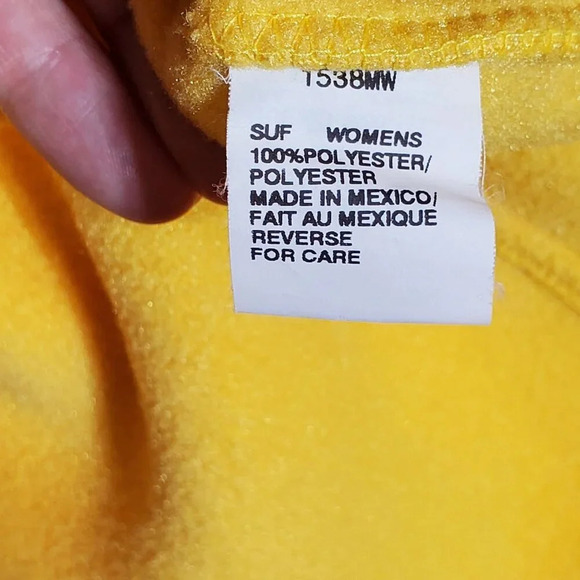 1538MW
SUF WOMENS
100%POLYESTER/
POLYESTER
MADE IN MEXICO/
FAIT AU MEXIQUE
REVERSE
FOR CARE